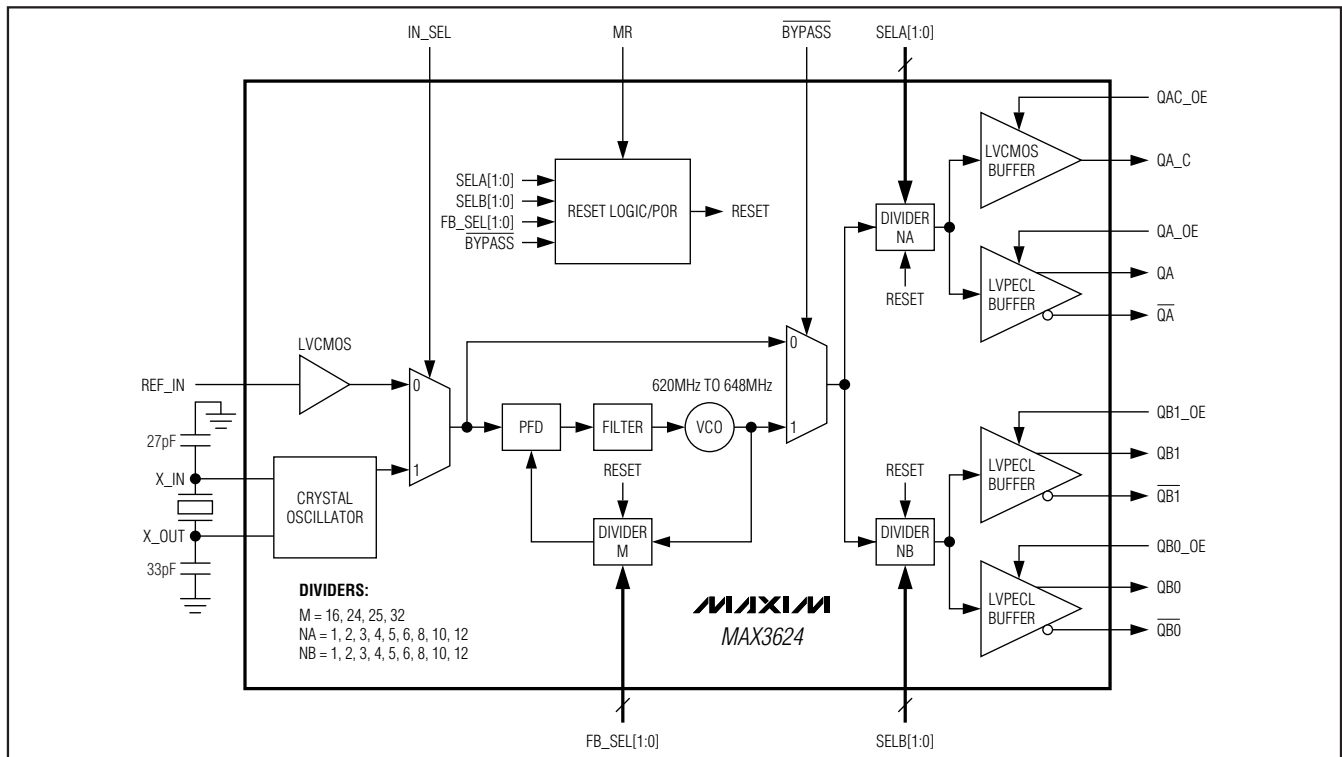 IN_SEL
MR
BYPASS
SELA[1:0]
QAC_OE
LVCMOS
BUFFER
QA_C
SELA[1:0]
SELB[1:0]
FB_SEL[1:0]
BYPASS
RESET LOGIC/POR
RESET
DIVIDER
NA
RESET
QA_OE
LVPECL
BUFFER
QA
QA
LVCMOS
REF_IN
0
1
0
1
620MHz TO 648MHz
PFD
FILTER
VCO
27pF
X_IN
X_OUT
33pF
CRYSTAL
OSCILLATOR
RESET
DIVIDER
M
RESET
DIVIDER
NB
QB1_OE
LVPECL
BUFFER
QB1
QB1
QB0_OE
LVPECL
BUFFER
QB0
QB0
DIVIDERS:
M = 16, 24, 25, 32
NA = 1, 2, 3, 4, 5, 6, 8, 10, 12
NB = 1, 2, 3, 4, 5, 6, 8, 10, 12
MAXIM
MAX3624
FB_SEL[1:0]
SELB[1:0]